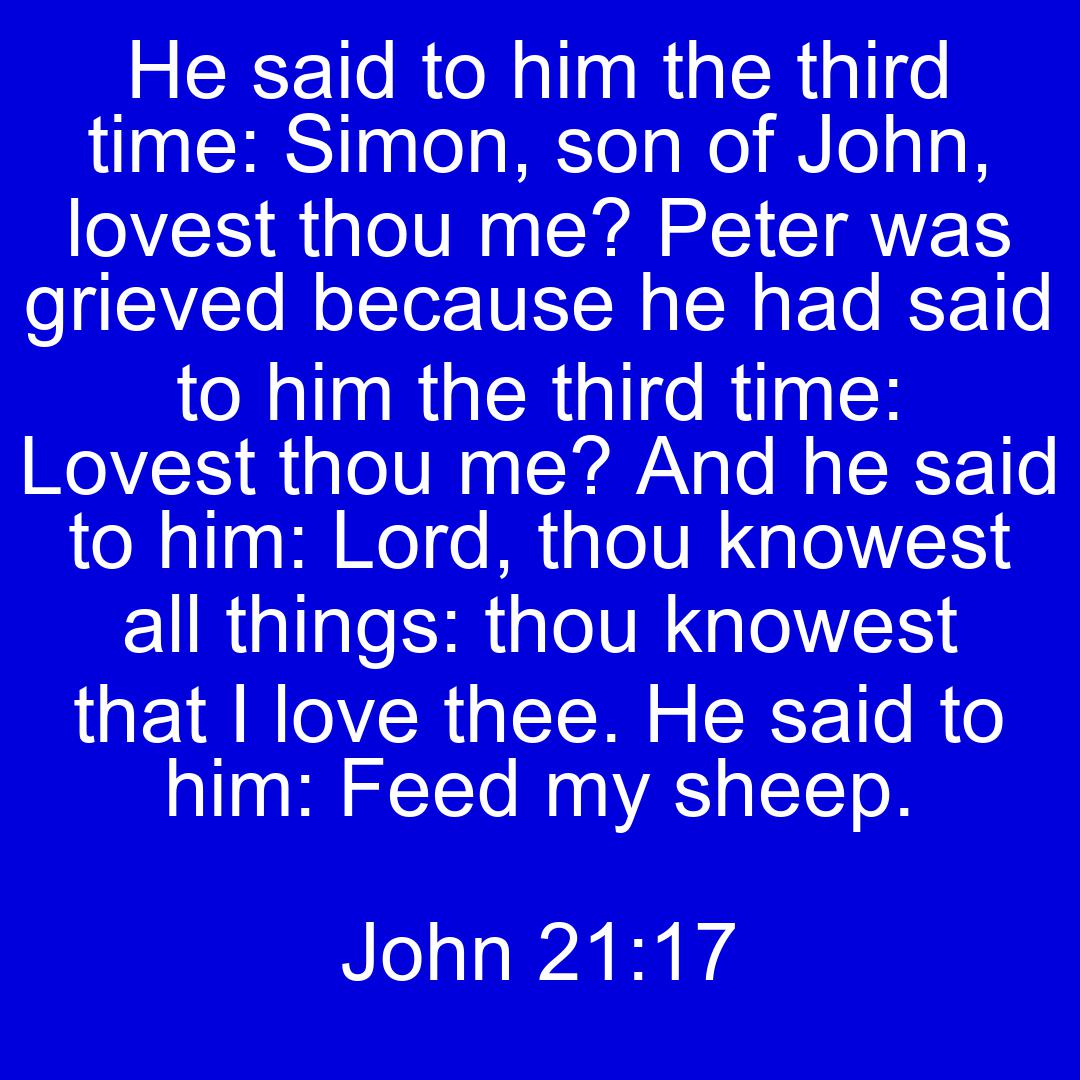 He said to him the third
time: Simon, son of John,
lovest thou me? Peter was
grieved because he had said
to him the third time:
Lovest thou me? And he said
to him: Lord, thou knowest
all things: thou knowest
that I love thee. He said to
him: Feed my sheep.
John 21:17